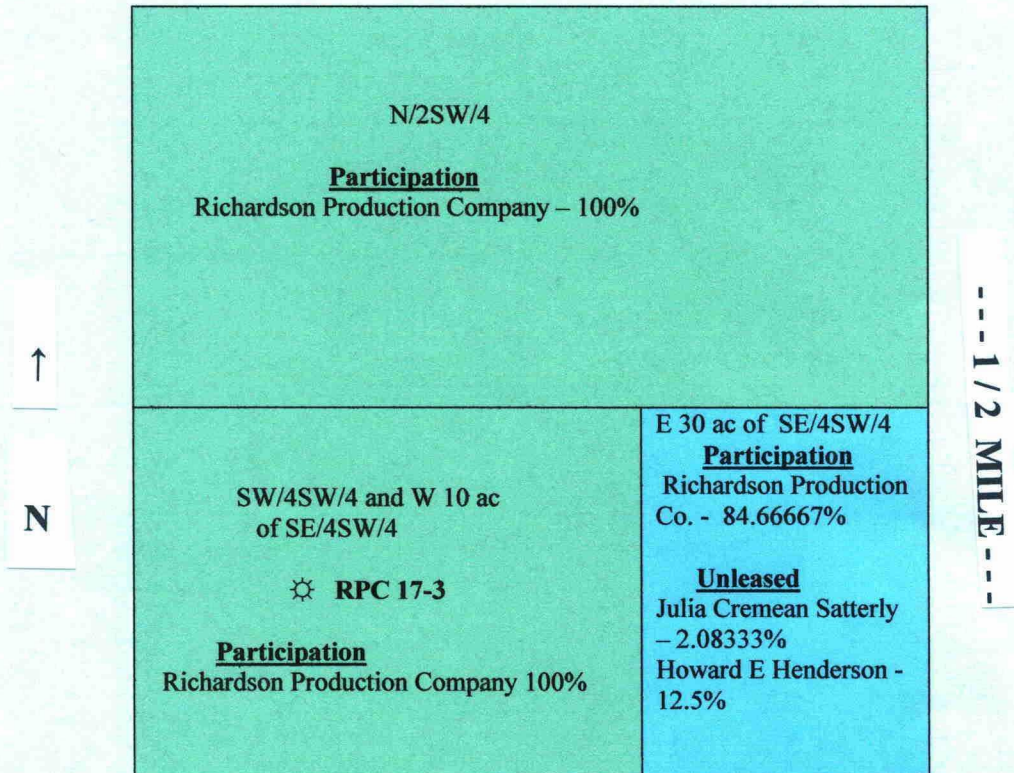 N/2SW/4
Participation
Richardson Production Company – 100%
↑
N
SW/4SW/4 and W 10 ac
of SE/4SW/4
☼ RPC 17-3
Participation
Richardson Production Company 100%
E 30 ac of SE/4SW/4
Participation
Richardson Production
Co. - 84.66667%
Unleased
Julia Cremean Satterly
– 2.08333%
Howard E Henderson -
12.5%
---1/2 MILE---